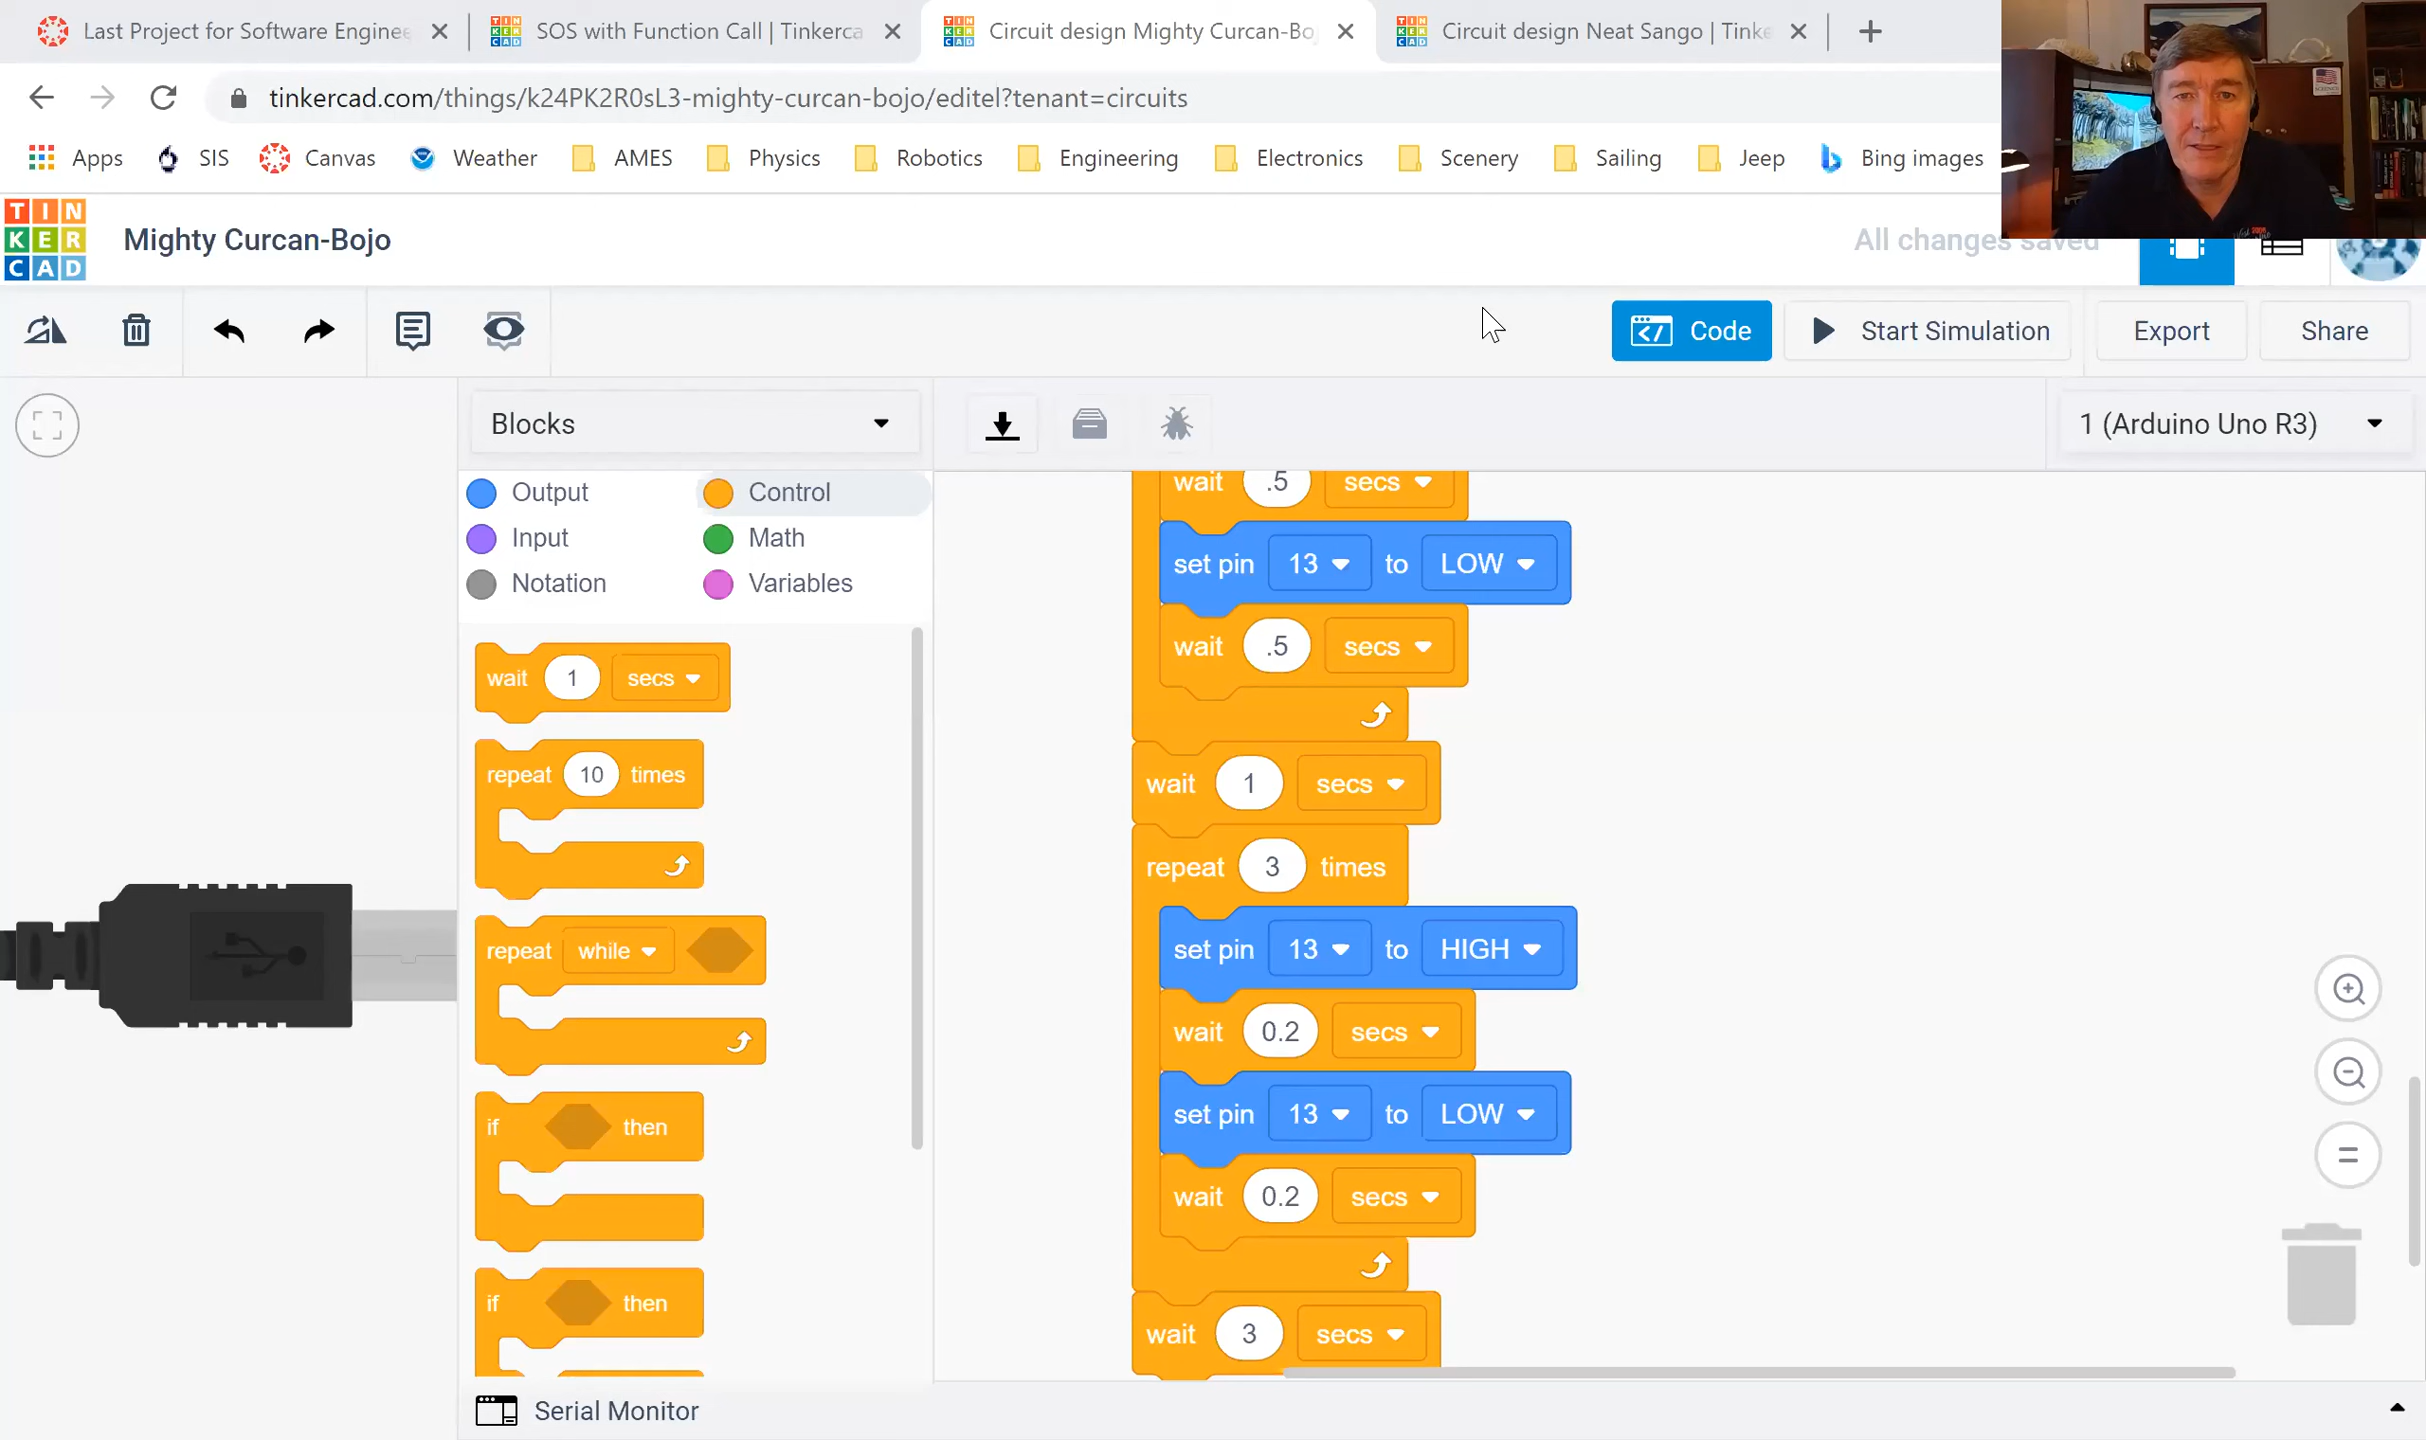 Last Project for Software Enginee
SOS with Function Call | Tinkerca
Circuit design Mighty Curcan-Bo
Circuit design Neat Sango | Tinke
tinkercad.com/things/k24PK2R0sL3-mighty-curcan-bojo/editel?tenant=circuits
Apps
SIS
Canvas
Weather
AMES
Physics
Robotics
Engineering
Electronics
Scenery
Sailing
Jeep
Bing images
TIN
KER
CAD
Mighty Curcan-Bojo
All changes saved
Code
Start Simulation
Export
Share
Blocks
1 (Arduino Uno R3)
Output
Control
Input
Math
Notation
Variables
wait 1 secs
repeat 10 times
repeat while
if then
if then
wait .5 secs
set pin 13 to LOW
wait .5 secs
wait 1 secs
repeat 3 times
set pin 13 to HIGH
wait 0.2 secs
set pin 13 to LOW
wait 0.2 secs
wait 3 secs
Serial Monitor